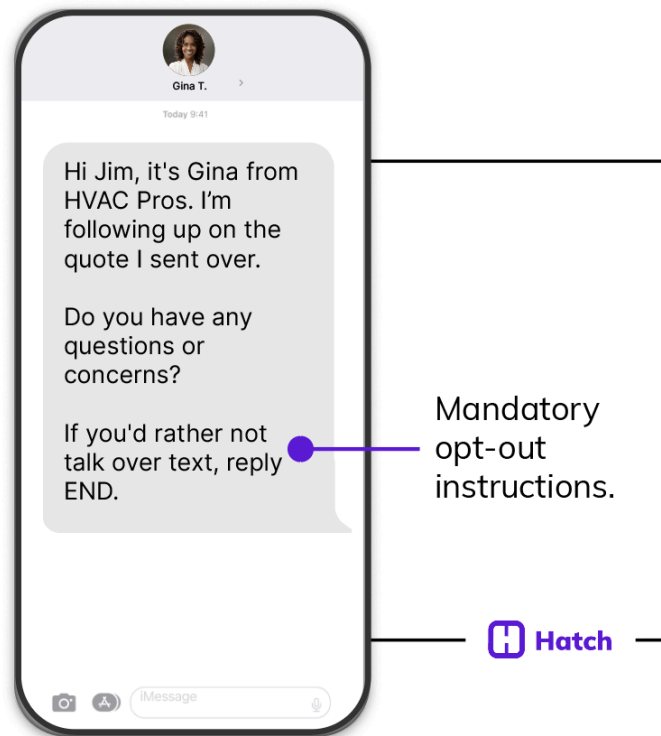 Gina T.
Today 9:41
Hi Jim, it's Gina from
HVAC Pros. I’m
following up on the
quote I sent over.
Do you have any
questions or
concerns?
If you'd rather not
talk over text, reply
END.
Mandatory
opt-out
instructions.
Hatch
iMessage